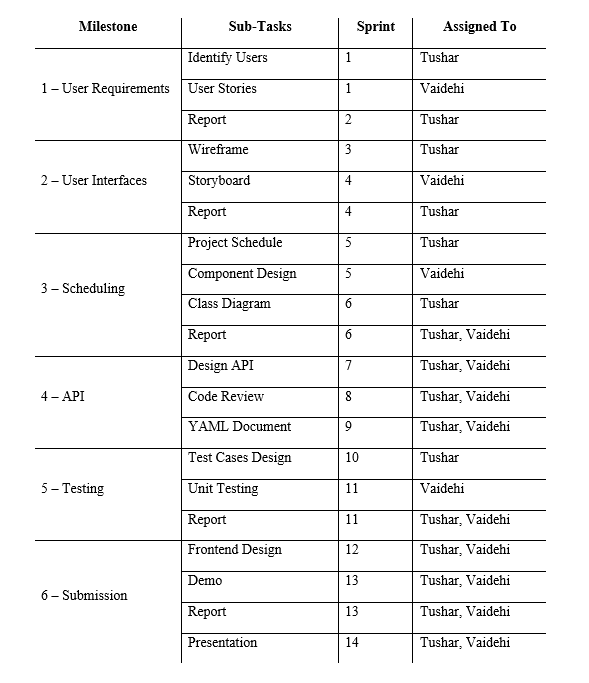 Milestone Sub-Tasks Sprint Assigned To
Identify Users 1 Tushar
1 – User Requirements User Stories 1 Vaidehi
Report 2 Tushar
Wireframe 3 Tushar
2 – User Interfaces Storyboard 4 Vaidehi
Report 4 Tushar
Project Schedule 5 Tushar
Component Design 5 Vaidehi
3 – Scheduling
Class Diagram 6 Tushar
Report 6 Tushar, Vaidehi
Design API 7 Tushar, Vaidehi
4 – API Code Review 8 Tushar, Vaidehi
YAML Document 9 Tushar, Vaidehi
Test Cases Design 10 Tushar
5 – Testing Unit Testing 11 Vaidehi
Report 11 Tushar, Vaidehi
Frontend Design 12 Tushar, Vaidehi
Demo 13 Tushar, Vaidehi
6 – Submission
Report 13 Tushar, Vaidehi
Presentation 14 Tushar, Vaidehi